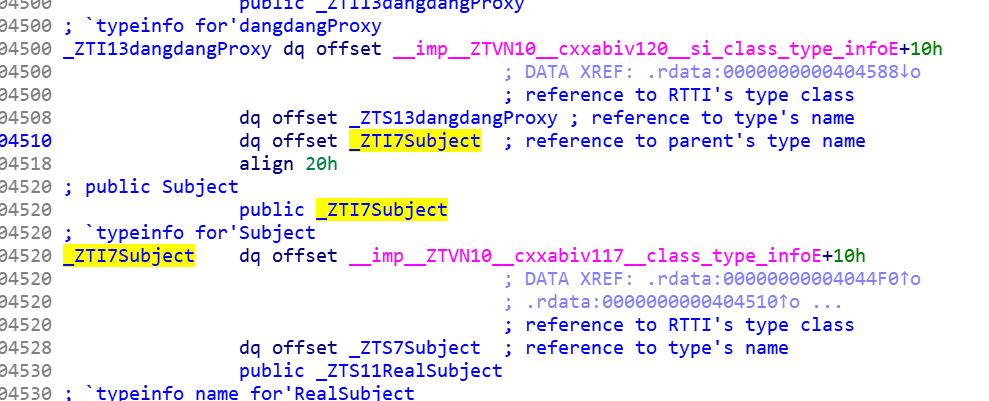 04500 public _ZTI13dangdangProxy
04500 ; `typeinfo for'dangdangProxy
04500 _ZTI13dangdangProxy dq offset __imp__ZTVN10__cxxabiv120__si_class_type_infoE+10h
04500 ; DATA XREF: .rdata:0000000000404588↓o
04500 ; reference to RTTI's type class
04508 dq offset _ZTS13dangdangProxy ; reference to type's name
04510 dq offset _ZTI7Subject ; reference to parent's type name
04518 align 20h
04520 ; public Subject
04520 public _ZTI7Subject
04520 ; `typeinfo for'Subject
04520 _ZTI7Subject dq offset __imp__ZTVN10__cxxabiv117__class_type_infoE+10h
04520 ; DATA XREF: .rdata:00000000004044F0↑o
04520 ; .rdata:0000000000404510↑o ...
04520 ; reference to RTTI's type class
04528 dq offset _ZTS7Subject ; reference to type's name
04530 public _ZTS11RealSubject
04530 ; `typeinfo name for'RealSubject